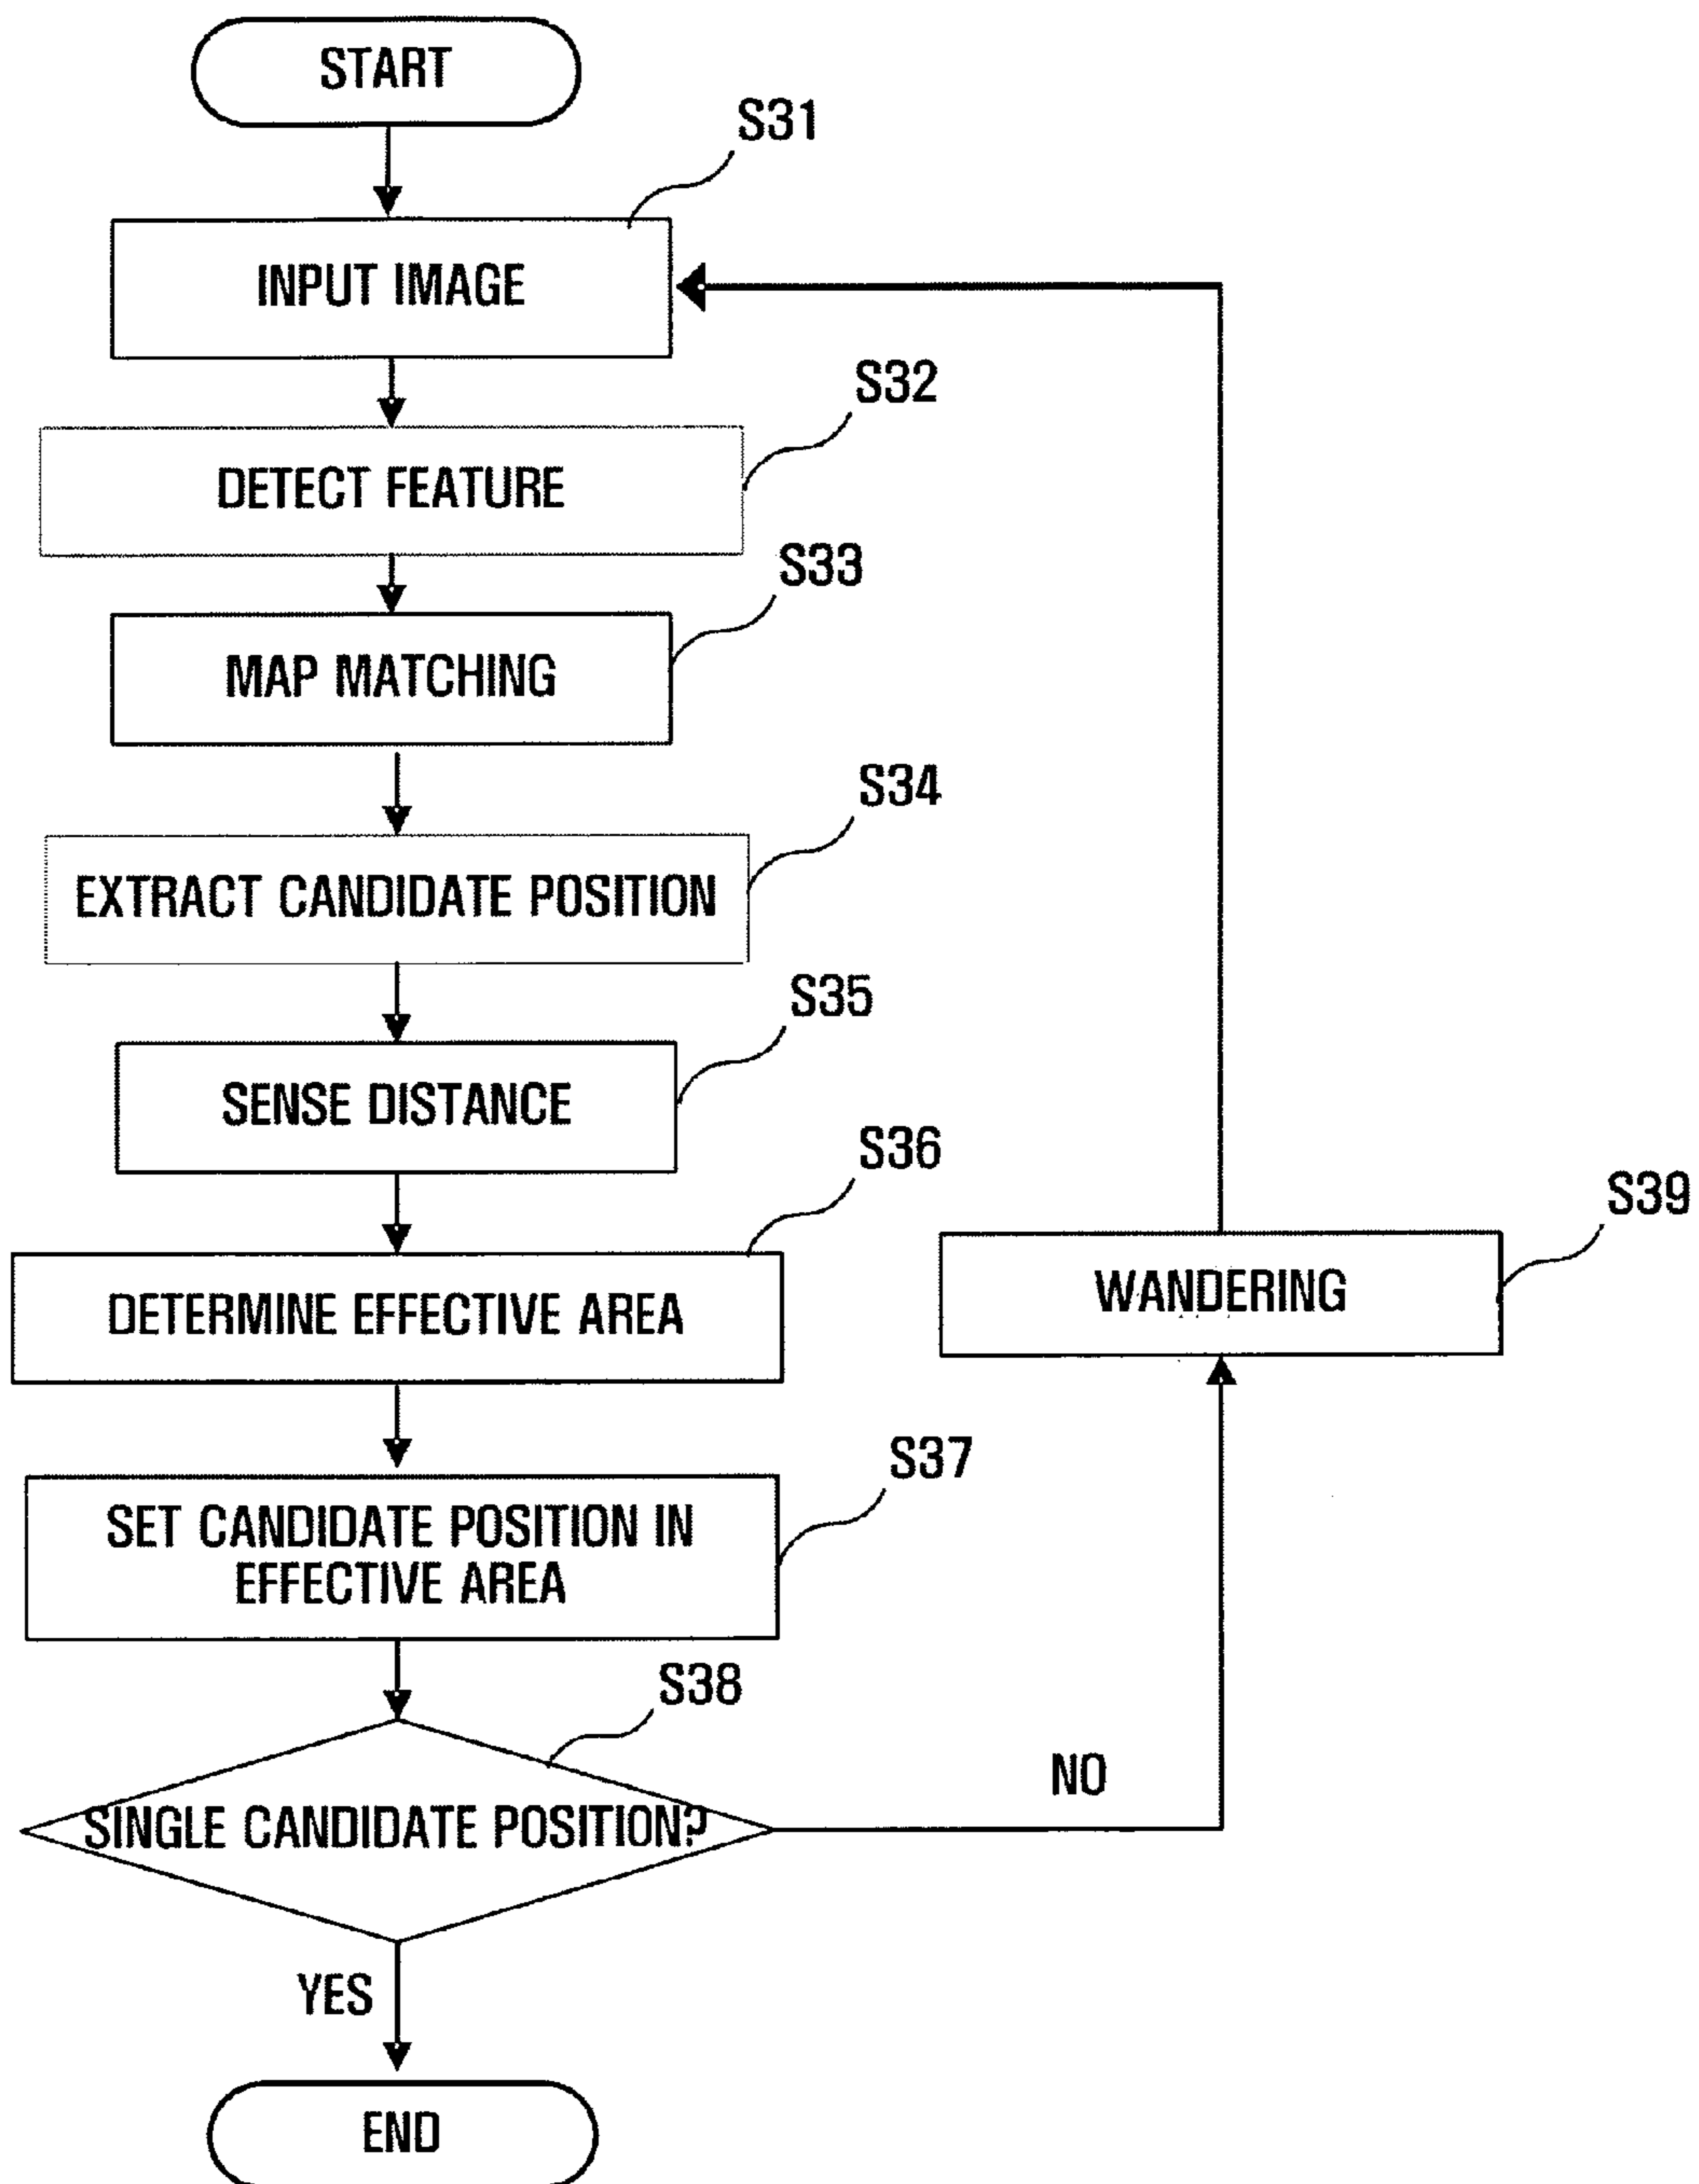 START
S31
INPUT IMAGE
S32
DETECT FEATURE
S33
MAP MATCHING
S34
EXTRACT CANDIDATE POSITION
S35
SENSE DISTANCE
S36
DETERMINE EFFECTIVE AREA
S39
WANDERING
S37
SET CANDIDATE POSITION IN
EFFECTIVE AREA
S38
SINGLE CANDIDATE POSITION?
NO
YES
END